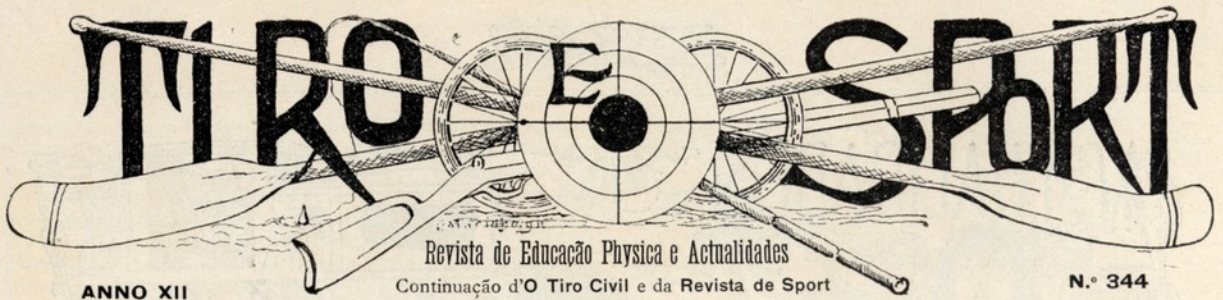 TIRO E SPORT
Revista de Educação Physica e Actualidades
Continuação d'O Tiro Civil e da Revista de Sport
ANNO XII
N.º 344